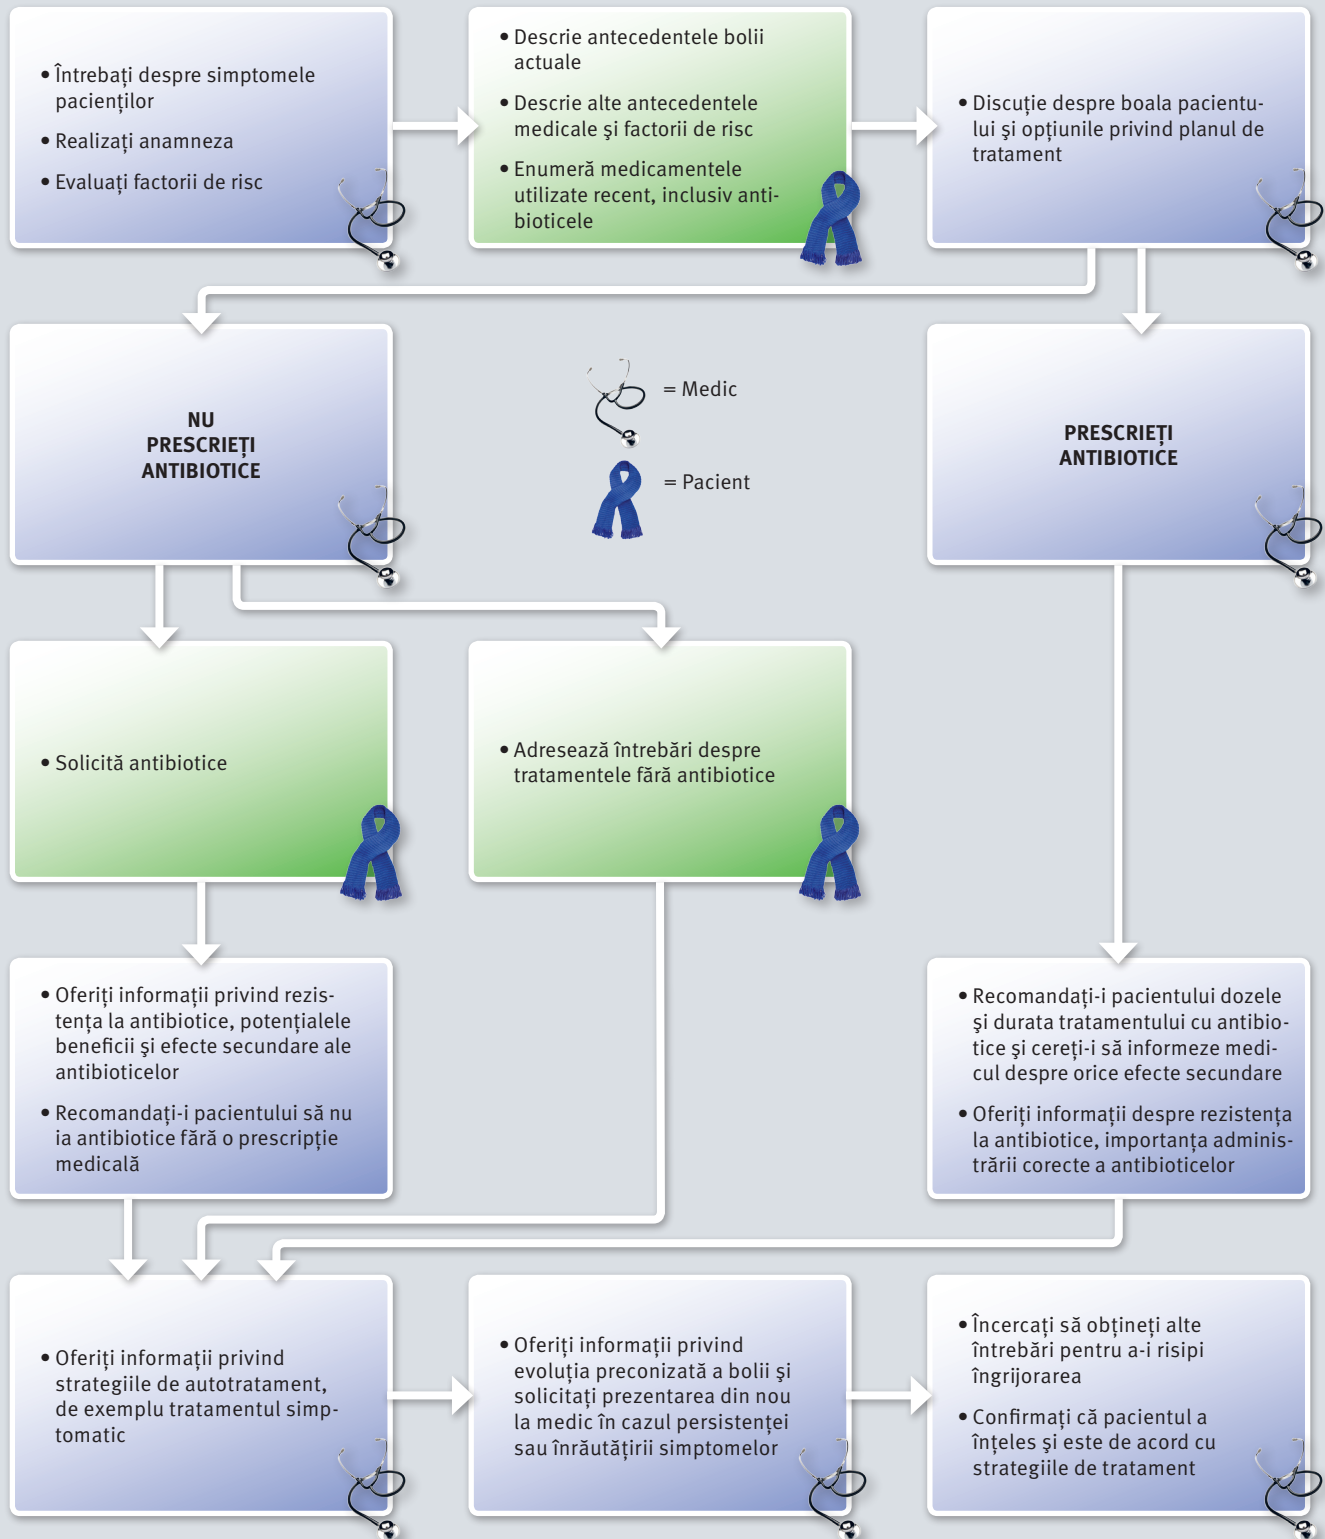 • Întrebați despre simptomele
pacienților
• Realizați anamneza
• Evaluați factorii de risc
• Descrie antecedentele bolii
actuale
• Descrie alte antecedentele
medicale şi factorii de risc
• Enumeră medicamentele
utilizate recent, inclusiv anti-
bioticele
• Discuție despre boala pacientu-
lui şi opțiunile privind planul de
tratament
NU
PRESCRIEȚI
ANTIBIOTICE
= Medic
= Pacient
PRESCRIEȚI
ANTIBIOTICE
• Solicită antibiotice
• Adresează întrebări despre
tratamentele fără antibiotice
• Oferiți informații privind rezis-
tența la antibiotice, potențialele
beneficii şi efecte secundare ale
antibioticelor
• Recomandați-i pacientului să nu
ia antibiotice fără o prescripție
medicală
• Recomandați-i pacientului dozele
şi durata tratamentului cu antibio-
tice şi cereți-i să informeze medi-
cul despre orice efecte secundare
• Oferiți informații despre rezistența
la antibiotice, importanța adminis-
trării corecte a antibioticelor
• Oferiți informații privind
strategiile de autotratament,
de exemplu tratamentul simp-
tomatic
• Oferiți informații privind
evoluția preconizată a bolii şi
solicitați prezentarea din nou
la medic în cazul persistenței
sau înrăutățirii simptomelor
• Încercați să obțineți alte
întrebări pentru a-i risipi
îngrijorarea
• Confirmați că pacientul a
înțeles şi este de acord cu
strategiile de tratament